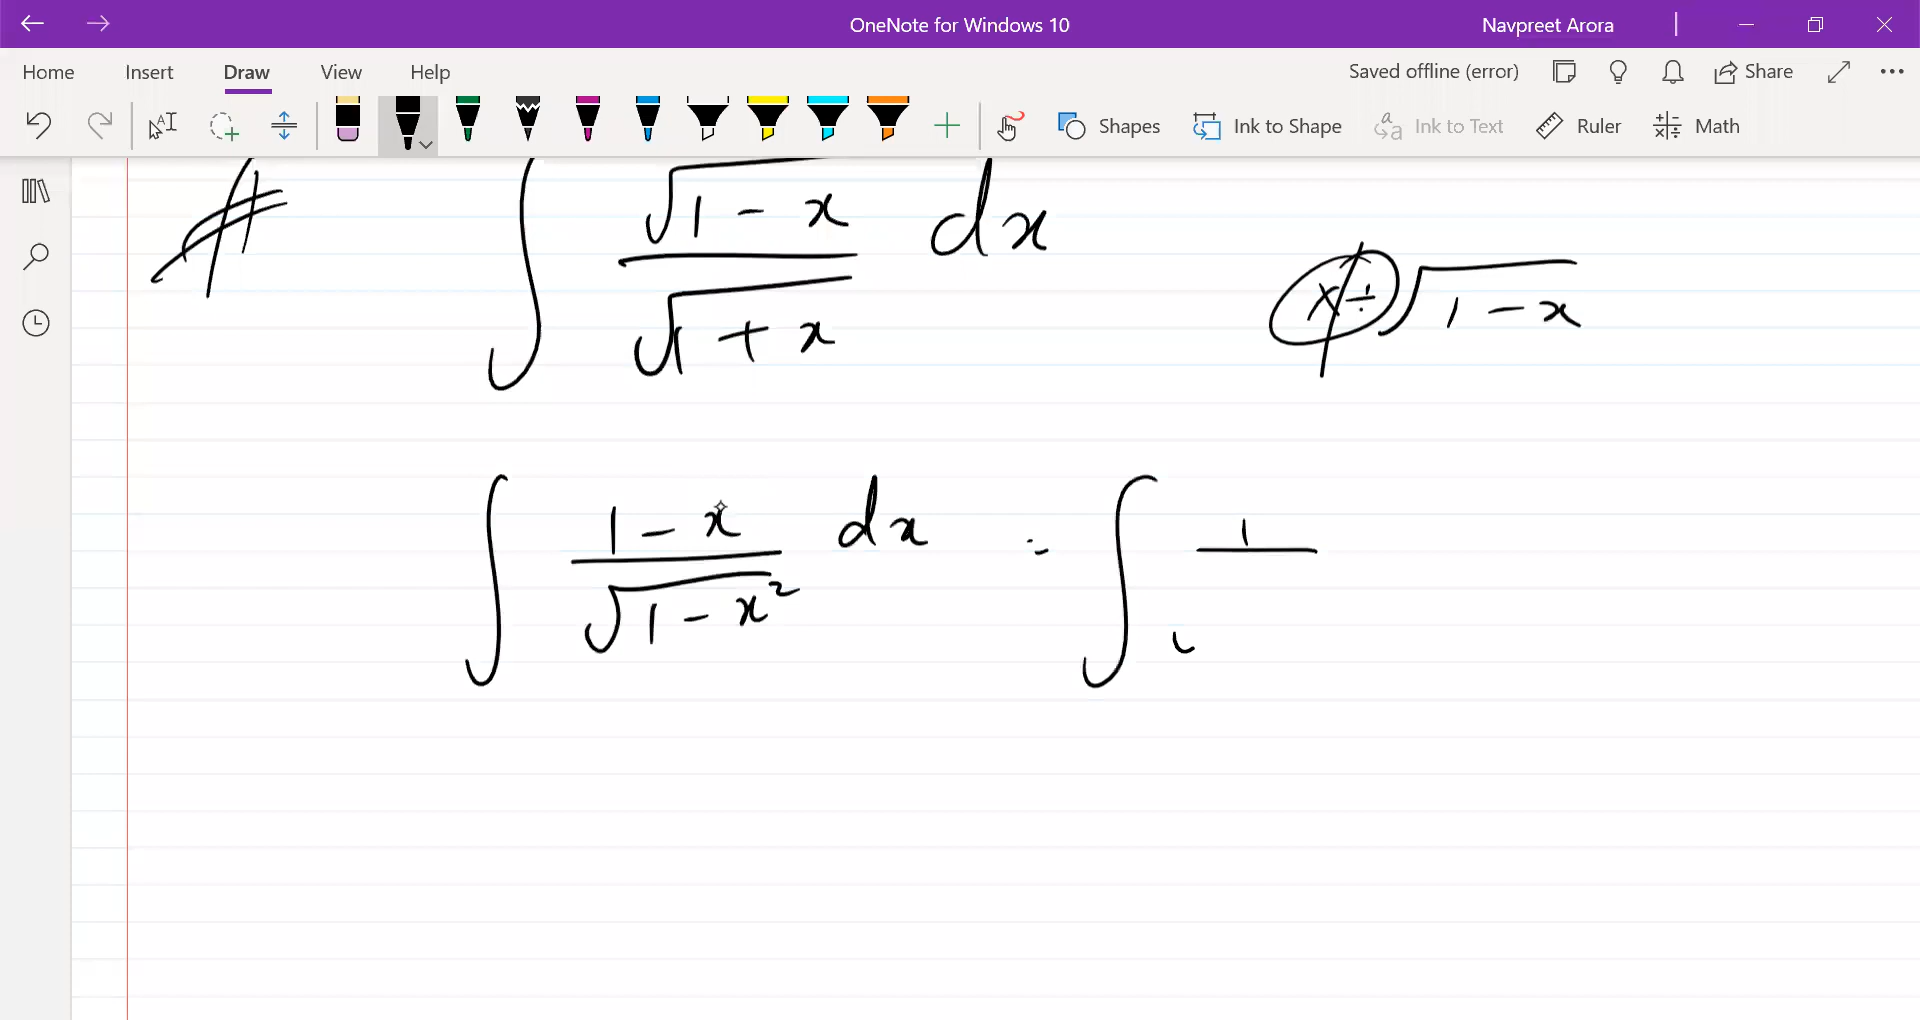 OneNote for Windows 10
Navpreet Arora
Home Insert Draw View Help
Saved offline (error)
Share
Shapes
Ink to Shape
Ink to Text
Ruler
Math
# ∫ √(1 - x) / √(1 + x) dx
×÷ √(1 - x)
∫ (1 - x) / √(1 - x²) dx = ∫ 1